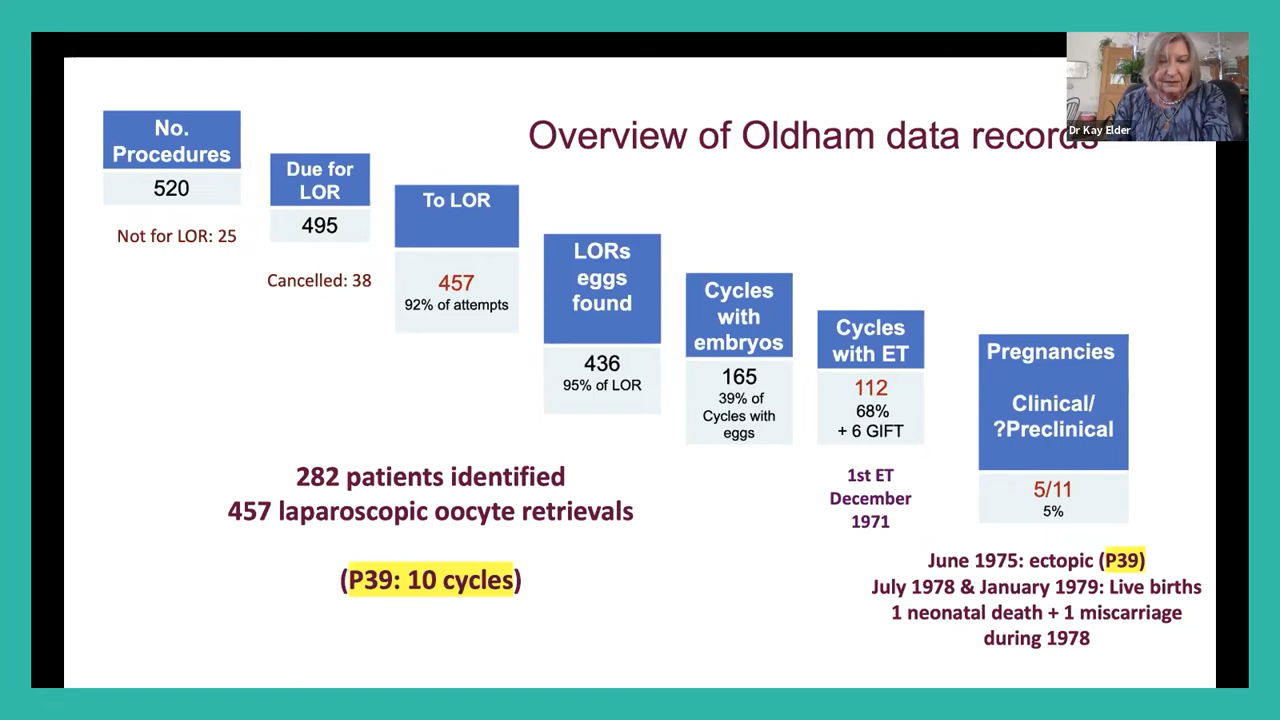 Overview of Oldham data records
Dr Kay Elder
No.
Procedures
520
Not for LOR: 25
Due for
LOR
495
Cancelled: 38
To LOR
457
92% of attempts
LORs
eggs
found
436
95% of LOR
Cycles
with
embryos
165
39% of
Cycles with
eggs
Cycles
with ET
112
68%
+ 6 GIFT
1st ET
December
1971
Pregnancies
Clinical/
?Preclinical
5/11
5%
282 patients identified
457 laparoscopic oocyte retrievals
(P39: 10 cycles)
June 1975: ectopic (P39)
July 1978 & January 1979: Live births
1 neonatal death + 1 miscarriage
during 1978